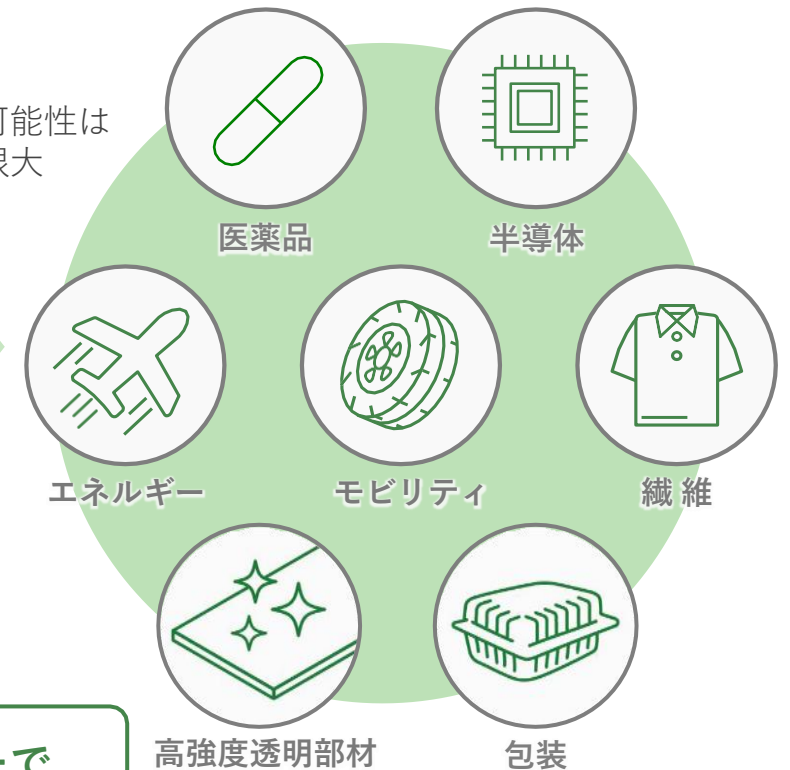 可能性は
限大
医薬品
半導体
エネルギー
モビリティ
繊 維
高強度透明部材
包装